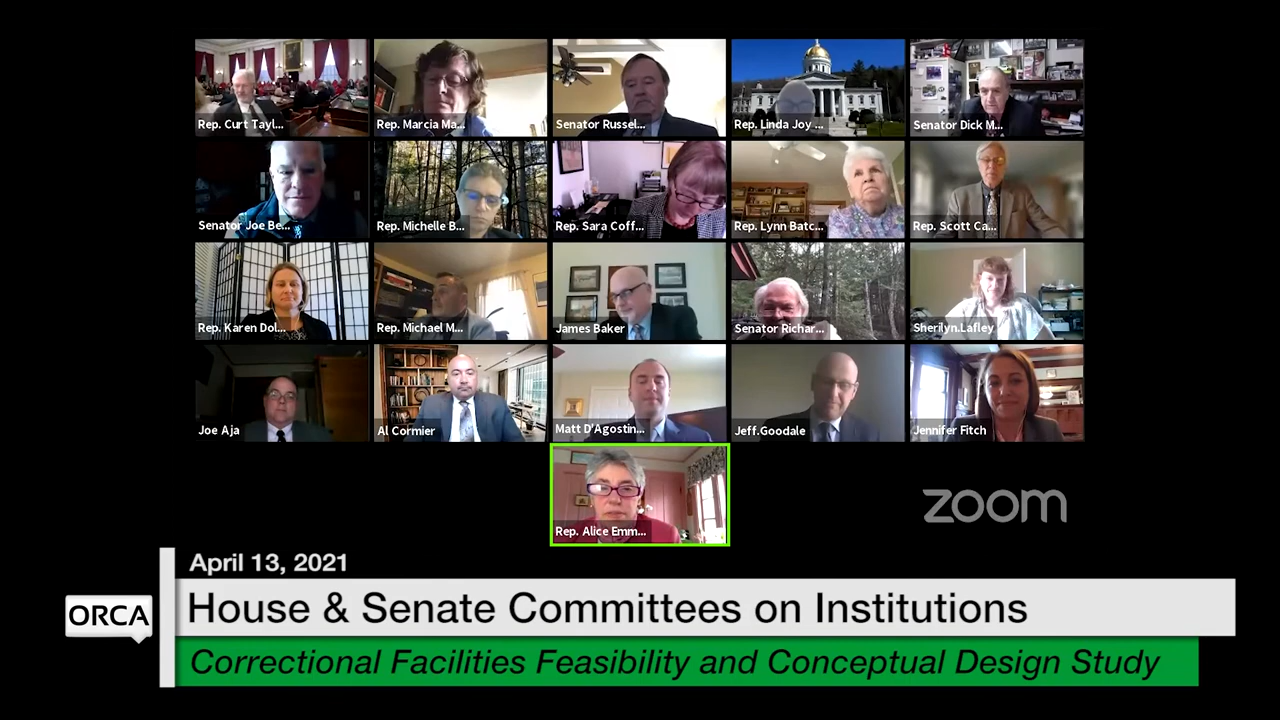 Rep. Curt Tayl...
Rep. Marcia Ma...
Senator Russel...
Rep. Linda Joy ...
Senator Dick M...
Senator Joe Be...
Rep. Michelle B...
Rep. Sara Coff...
Rep. Lynn Batc...
Rep. Scott Ca...
Rep. Karen Dol...
Rep. Michael M...
James Baker
Senator Richar...
Sherilyn.Lafley
Joe Aja
Al Cormier
Matt D'Agostin...
Jeff.Goodale
Jennifer Fitch
Rep. Alice Emm...
zoom
April 13, 2021
ORCA
House & Senate Committees on Institutions
Correctional Facilities Feasibility and Conceptual Design Study